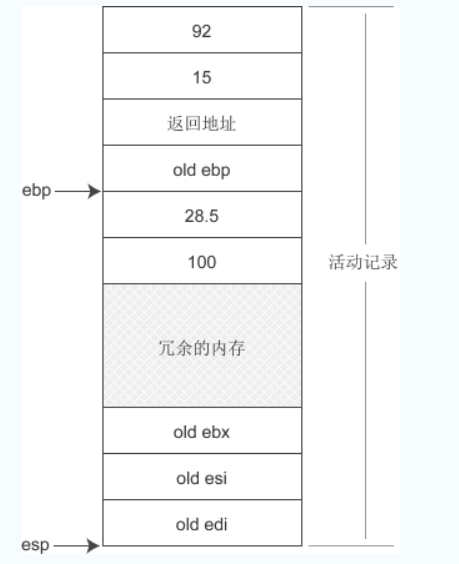 92
15
返回地址
old ebp
ebp
28.5
100
活动记录
冗余的内存
old ebx
old esi
old edi
esp